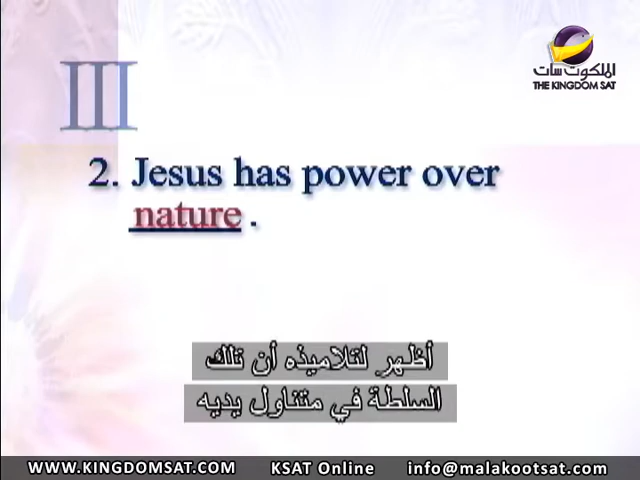 الملكوت سات
THE KINGDOM SAT
III
2. Jesus has power over
nature .
أظهر لتلاميذه أن تلك
السلطة في متناول يديه
WWW.KINGDOMSAT.COM KSAT Online info@malakootsat.com